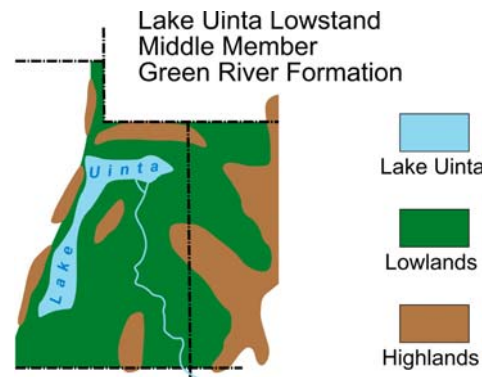 Lake Uinta Lowstand
Middle Member
Green River Formation
Uinta
Lake
Lake Uinta
Lowlands
Highlands